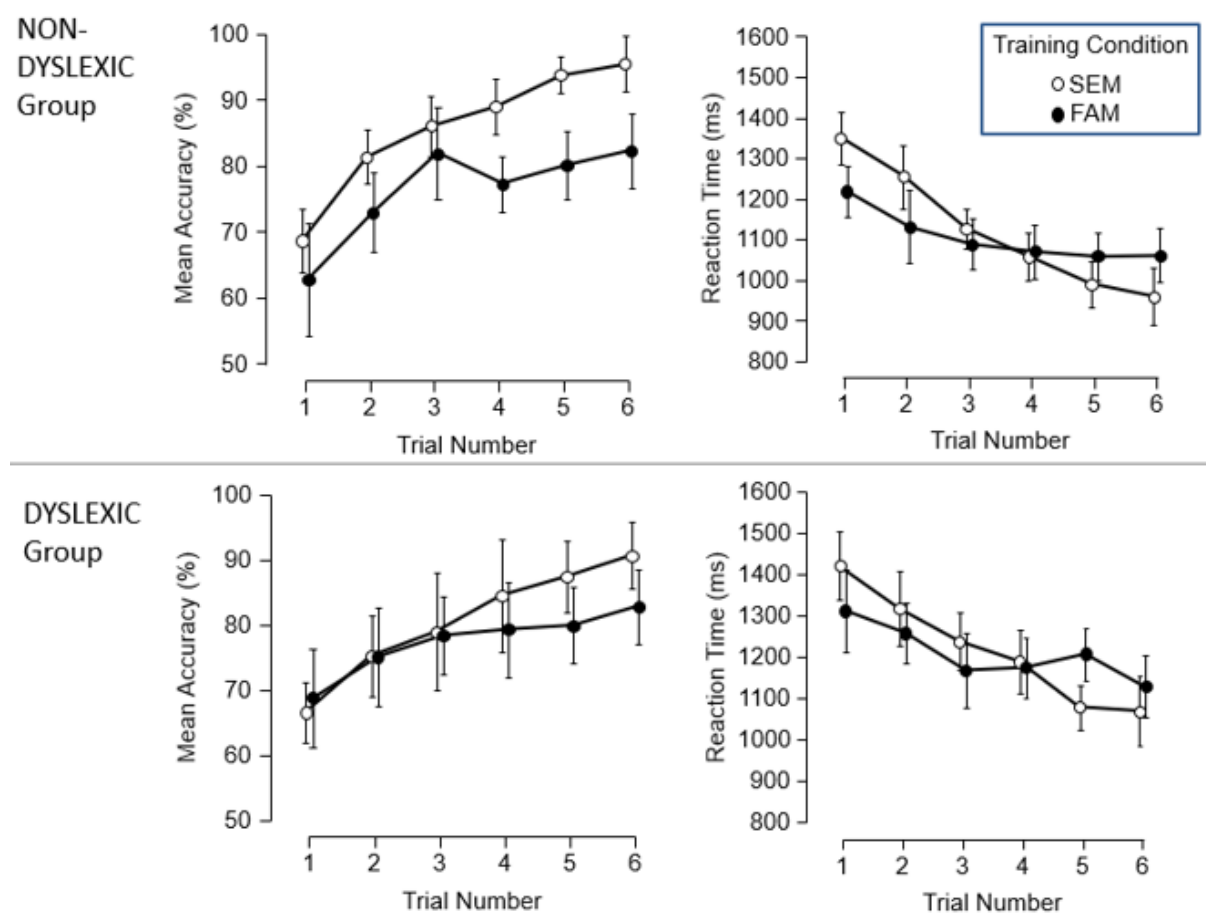 NON-
DYSLEXIC
Group
100
90
80
70
60
50
Mean Accuracy (%)
1 2 3 4 5 6
Trial Number
1600
1500
1400
1300
1200
1100
1000
900
800
Reaction Time (ms)
1 2 3 4 5 6
Trial Number
Training Condition
SEM
FAM
DYSLEXIC
Group
100
90
80
70
60
50
Mean Accuracy (%)
1 2 3 4 5 6
Trial Number
1600
1500
1400
1300
1200
1100
1000
900
800
Reaction Time (ms)
1 2 3 4 5 6
Trial Number